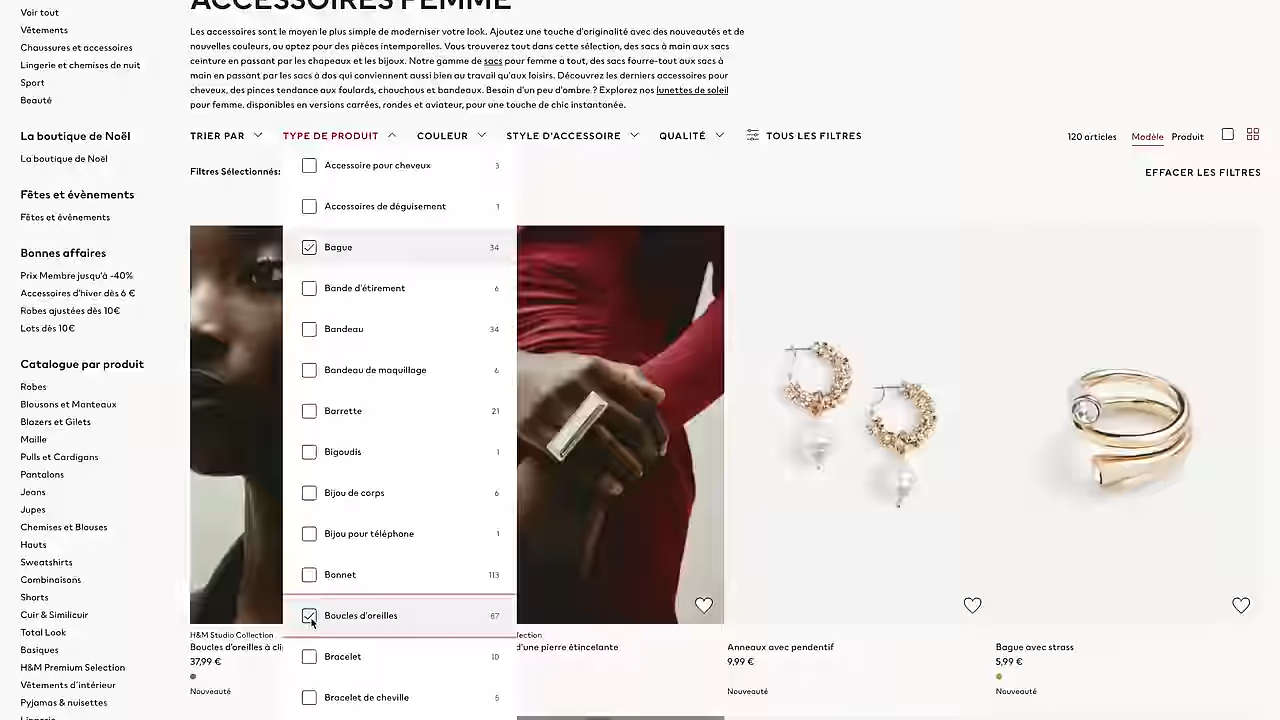 ACCESSOIRES FEMME
Voir tout
Vêtements
Chaussures et accessoires
Lingerie et chemises de nuit
Sport
Beauté
La boutique de Noël
La boutique de Noël
Fêtes et évènements
Fêtes et évènements
Bonnes affaires
Prix Membre jusqu'à -40%
Accessoires d'hiver dès 6 €
Robes ajustées dès 10€
Lots dès 10€
Catalogue par produit
Robes
Blousons et Manteaux
Blazers et Gilets
Maille
Pulls et Cardigans
Pantalons
Jeans
Jupes
Chemises et Blouses
Hauts
Sweatshirts
Combinaisons
Shorts
Cuir & Similicuir
Total Look
Basiques
H&M Premium Selection
Vêtements d'intérieur
Pyjamas & nuisettes
Lingerie
Les accessoires sont le moyen le plus simple de moderniser votre look. Ajoutez une touche d'originalité avec des nouveautés et de
nouvelles couleurs, ou optez pour des pièces intemporelles. Vous trouverez tout dans cette sélection, des sacs à main aux sacs
ceinture en passant par les chapeaux et les bijoux. Notre gamme de sacs pour femme a tout, des sacs fourre-tout aux sacs à
main en passant par les sacs à dos qui conviennent aussi bien au travail qu'aux loisirs. Découvrez les derniers accessoires pour
cheveux, des pinces tendance aux foulards, chouchous et bandeaux. Besoin d'un peu d'ombre ? Explorez nos lunettes de soleil
pour femme, disponibles en versions carrées, rondes et aviateur, pour une touche de chic instantanée.
TRIER PAR TYPE DE PRODUIT COULEUR STYLE D'ACCESSOIRE QUALITÉ TOUS LES FILTRES
120 articles Modèle Produit
Filtres Sélectionnés:
EFFACER LES FILTRES
Accessoire pour cheveux 3
Accessoires de déguisement 1
Bague 34
Bande d'étirement 6
Bandeau 34
Bandeau de maquillage 6
Barrette 21
Bigoudis 1
Bijou de corps 6
Bijou pour téléphone 1
Bonnet 113
Boucles d'oreilles 87
Bracelet 10
Bracelet de cheville 5
H&M Studio Collection
Boucles d'oreilles à cli
37,99 €
Nouveauté
ection
d'une pierre étincelante
Anneaux avec pendentif
9,99 €
Nouveauté
Bague avec strass
5,99 €
Nouveauté